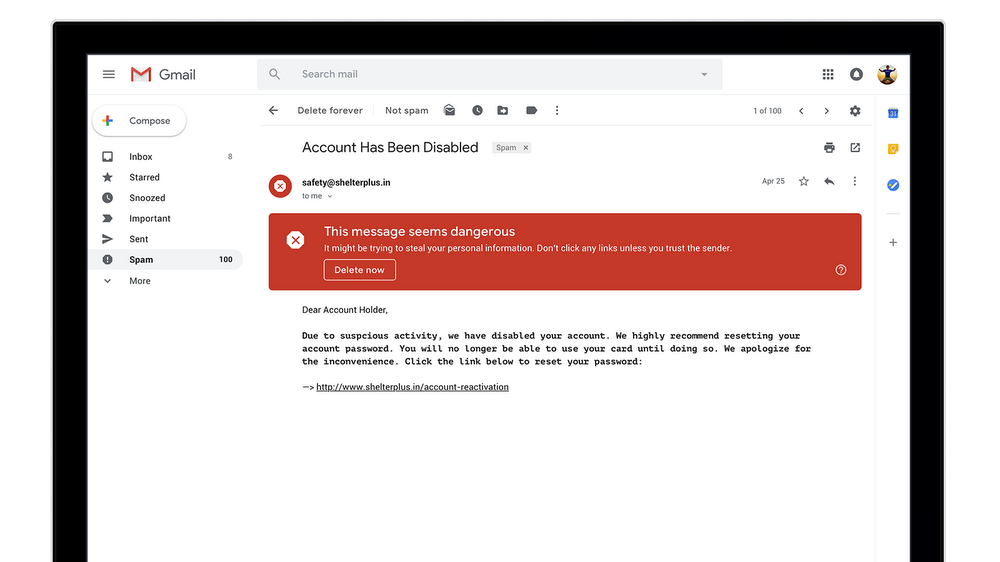 Gmail
Search mail
Compose
Delete forever
Not spam
1 of 100
31
Inbox
8
Starred
Snoozed
Important
Sent
Spam
100
More
Account Has Been Disabled
Spam x
safety@shelterplus.in
to me
Apr 25
This message seems dangerous
It might be trying to steal your personal information. Don't click any links unless you trust the sender.
Delete now
Dear Account Holder,
Due to suspcious activity, we have disabled your account. We highly recommend resetting your
account password. You will no longer be able to use your card until doing so. We apologize for
the inconvenience. Click the link below to reset your password:
—> http://www.shelterplus.in/account-reactivation